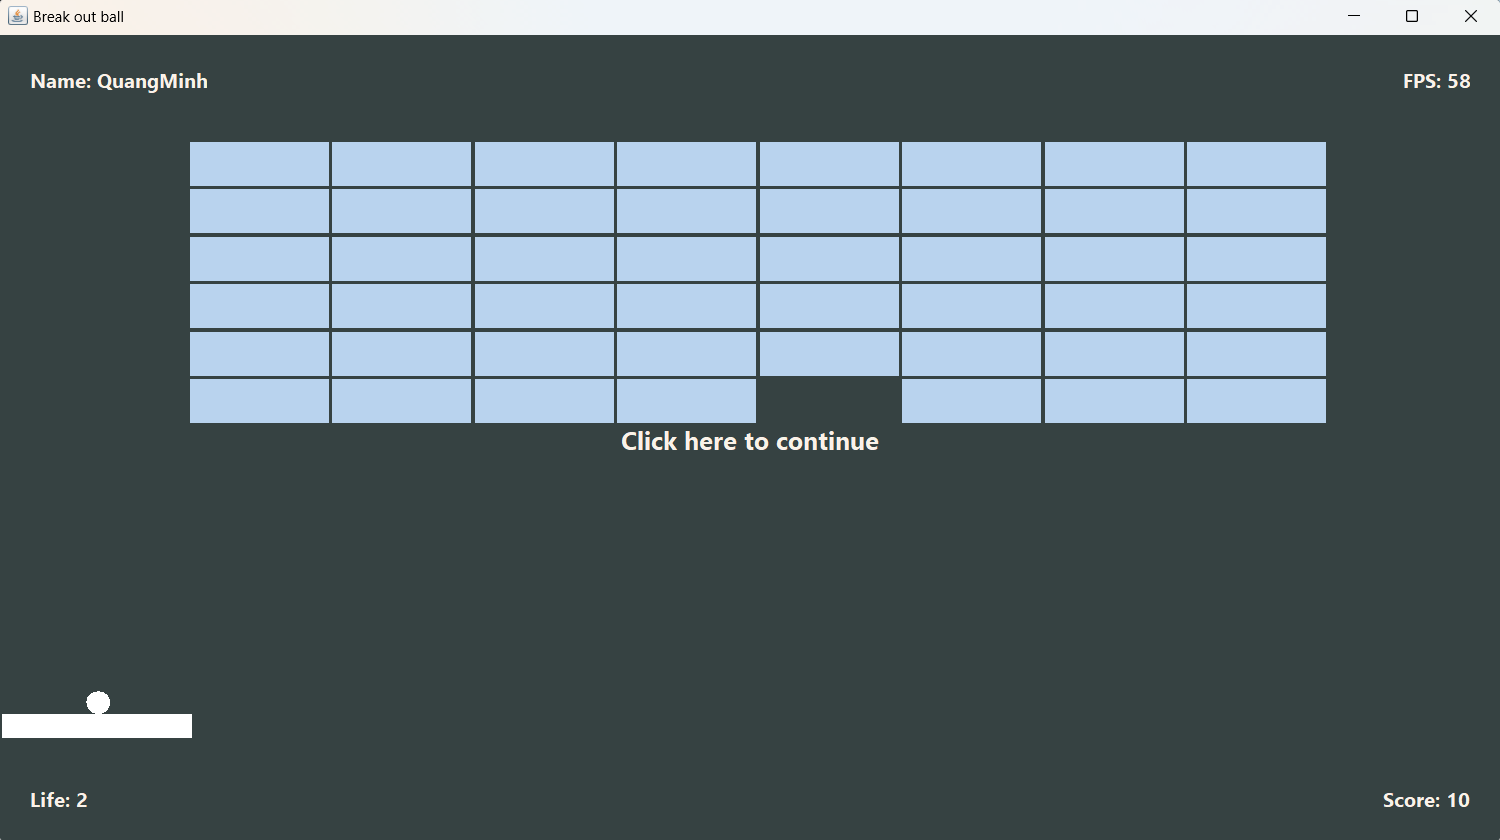 Break out ball
Name: QuangMinh
FPS: 58
Click here to continue
Life: 2
Score: 10